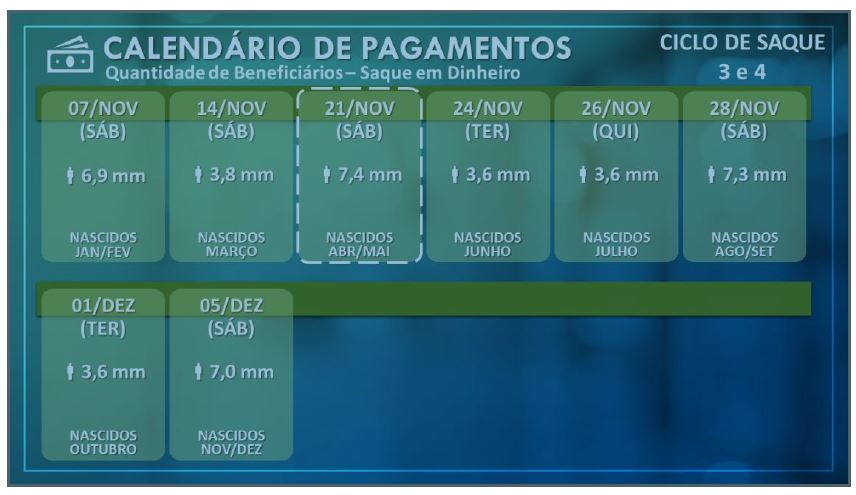 CALENDÁRIO DE PAGAMENTOS
Quantidade de Beneficiários – Saque em Dinheiro
CICLO DE SAQUE
3 e 4
07/NOV
(SÁB)
6,9 mm
NASCIDOS
JAN/FEV
14/NOV
(SÁB)
3,8 mm
NASCIDOS
MARÇO
21/NOV
(SÁB)
7,4 mm
NASCIDOS
ABR/MAI
24/NOV
(TER)
3,6 mm
NASCIDOS
JUNHO
26/NOV
(QUI)
3,6 mm
NASCIDOS
JULHO
28/NOV
(SÁB)
7,3 mm
NASCIDOS
AGO/SET
01/DEZ
(TER)
3,6 mm
NASCIDOS
OUTUBRO
05/DEZ
(SÁB)
7,0 mm
NASCIDOS
NOV/DEZ